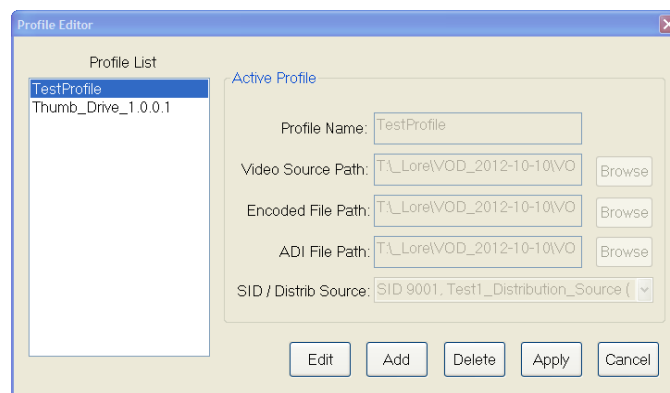 Profile Editor
Profile List
TestProfile
Thumb_Drive_1.0.0.1
Active Profile
Profile Name: TestProfile
Video Source Path: T:\_Lore\VOD_2012-10-10\VO Browse
Encoded File Path: T:\_Lore\VOD_2012-10-10\VO Browse
ADI File Path: T:\_Lore\VOD_2012-10-10\VO Browse
SID / Distrib Source: SID 9001, Test1_Distribution_Source (
Edit Add Delete Apply Cancel